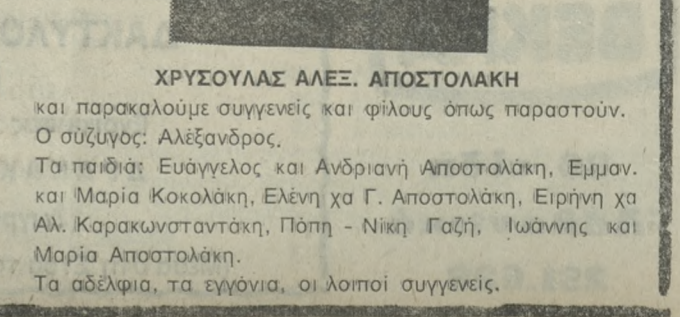 ΧΡΥΣΟΥΛΑΣ ΑΛΕΞ. ΑΠΟΣΤΟΛΑΚΗ
και παρακαλούμε συγγενείς και φίλους όπως παραστούν.
Ο σύζυγος: Αλέξανδρος.
Τα παιδιά: Ευάγγελος και Ανδριανή Αποστολάκη, Εμμαν.
και Μαρία Κοκολάκη, Ελένη χα Γ. Αποστολάκη, Ειρήνη χα
Αλ. Καρακωνσταντάκη, Πόπη - Νίκη Γαζή, Ιωάννης και
Μαρία Αποστολάκη.
Τα αδέλφια, τα εγγόνια, οι λοιποί συγγενείς.